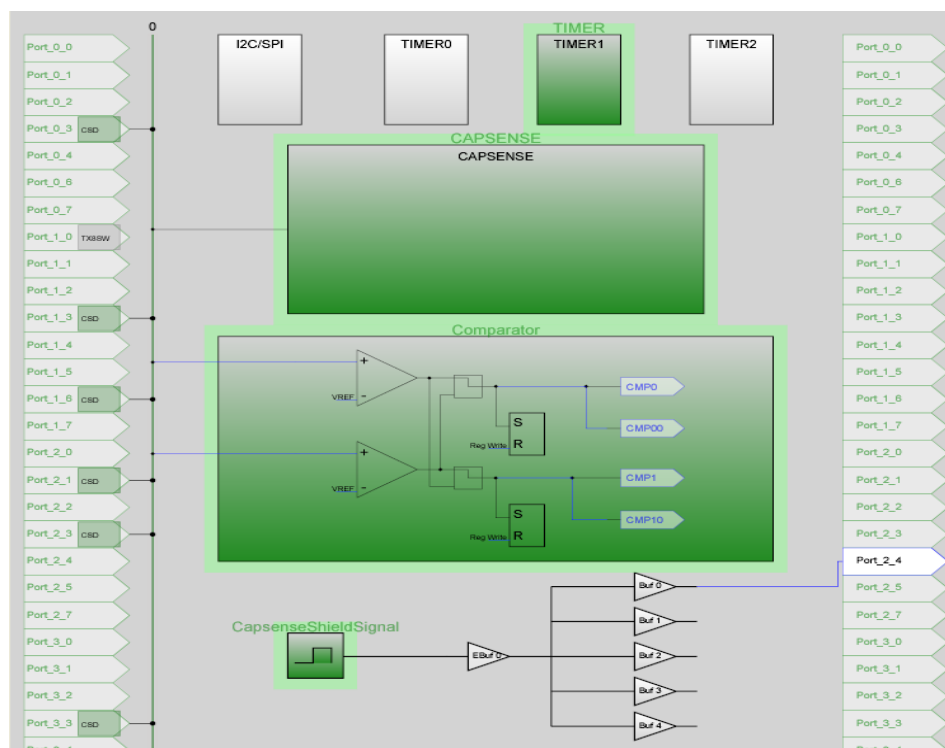 0
TIMER
I2C/SPI
TIMER0
TIMER1
TIMER2
CAPSENSE
CAPSENSE
Comparator
+
VREF
-
CMP0
CMP00
S
Reg Write R
+
VREF
-
CMP1
CMP10
S
Reg Write R
CapsenseShieldSignal
EBuf 0
Buf 0
Buf 1
Buf 2
Buf 3
Buf 4
Port_0_0
Port_0_1
Port_0_2
Port_0_3 CSD
Port_0_4
Port_0_6
Port_0_7
Port_1_0 TX8SW
Port_1_1
Port_1_2
Port_1_3 CSD
Port_1_4
Port_1_5
Port_1_6 CSD
Port_1_7
Port_2_0
Port_2_1 CSD
Port_2_2
Port_2_3 CSD
Port_2_4
Port_2_5
Port_2_7
Port_3_0
Port_3_1
Port_3_2
Port_3_3 CSD
Port_0_0
Port_0_1
Port_0_2
Port_0_3
Port_0_4
Port_0_6
Port_0_7
Port_1_0
Port_1_1
Port_1_2
Port_1_3
Port_1_4
Port_1_5
Port_1_6
Port_1_7
Port_2_0
Port_2_1
Port_2_2
Port_2_3
Port_2_4
Port_2_5
Port_2_7
Port_3_0
Port_3_1
Port_3_2
Port_3_3